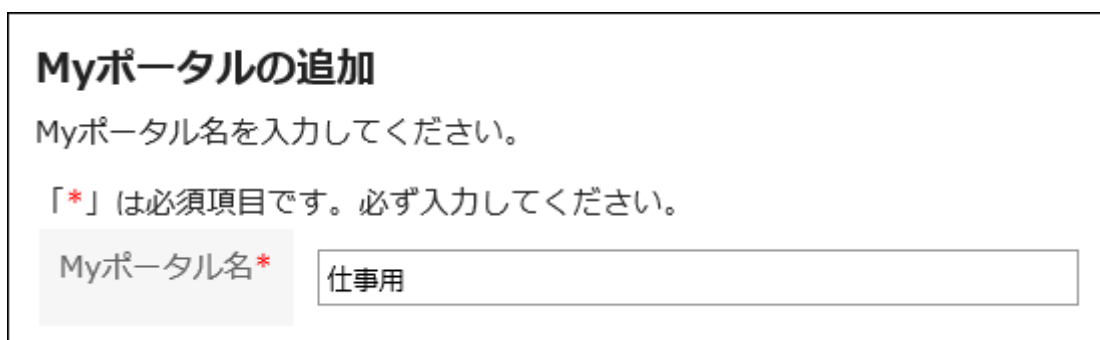 Myポータルの追加
Myポータル名を入力してください。
「*」は必須項目です。必ず入力してください。
Myポータル名* 仕事用